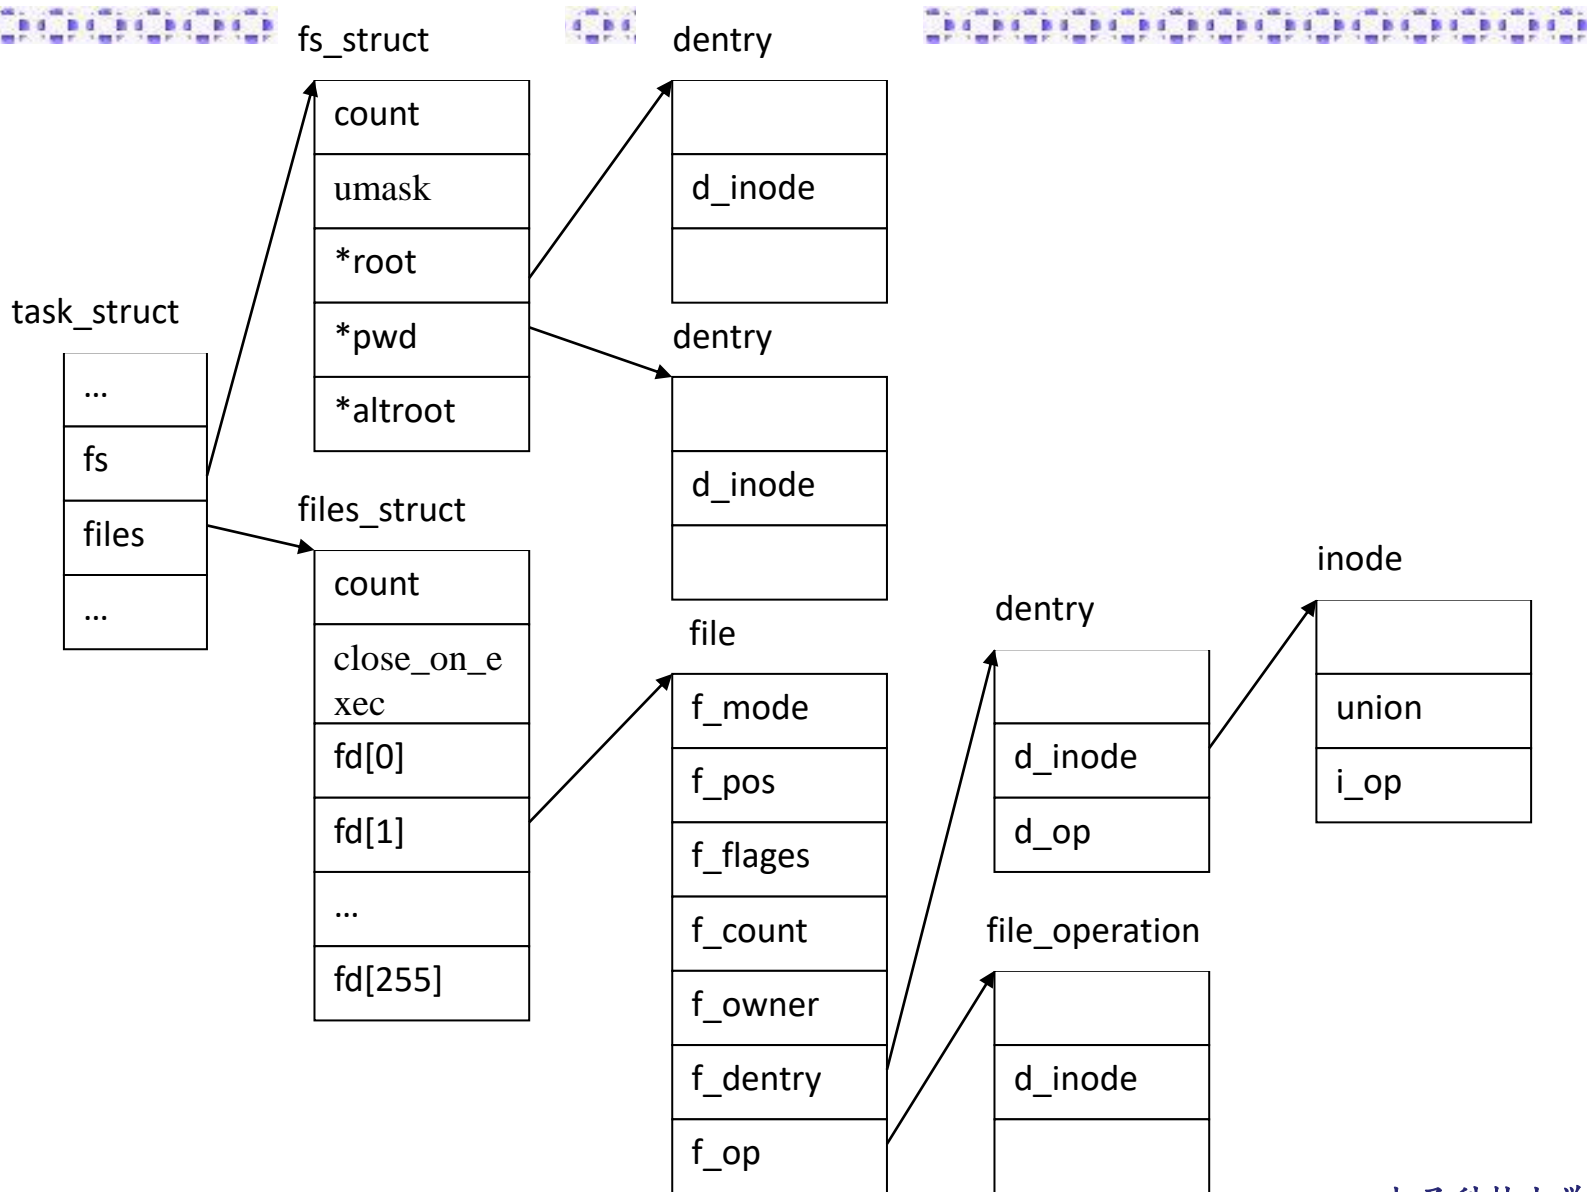 fs_struct
count
umask
*root
*pwd
*altroot
dentry
d_inode
dentry
d_inode
task_struct
...
fs
files
...
files_struct
count
close_on_e
xec
fd[0]
fd[1]
...
fd[255]
file
f_mode
f_pos
f_flages
f_count
f_owner
f_dentry
f_op
dentry
d_inode
d_op
inode
union
i_op
file_operation
d_inode